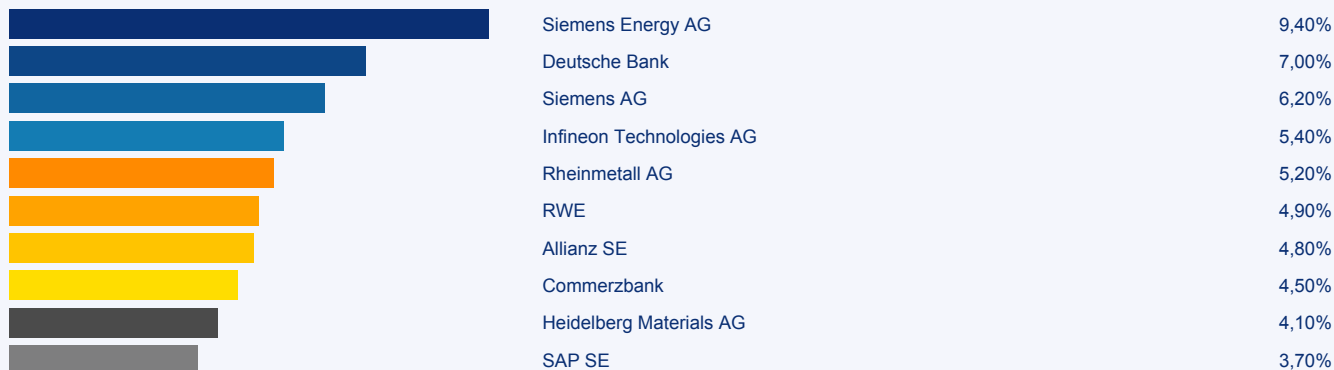 Siemens Energy AG 9,40%
Deutsche Bank 7,00%
Siemens AG 6,20%
Infineon Technologies AG 5,40%
Rheinmetall AG 5,20%
RWE 4,90%
Allianz SE 4,80%
Commerzbank 4,50%
Heidelberg Materials AG 4,10%
SAP SE 3,70%